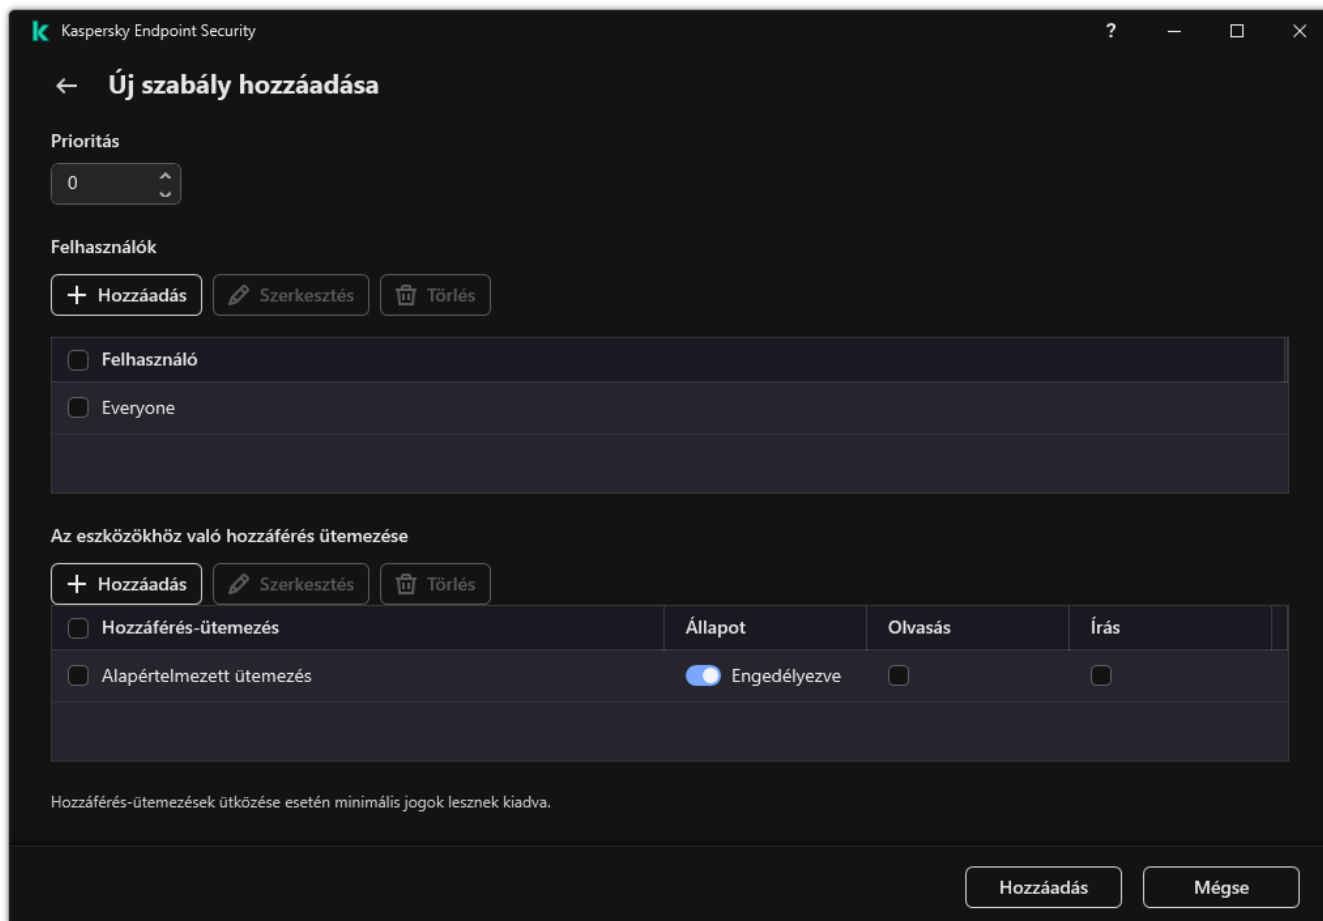 Kaspersky Endpoint Security ?
Új szabály hozzáadása
Prioritás
0
Felhasználók
Hozzáadás Szerkesztés Törlés
Felhasználó
Everyone
Az eszközökhöz való hozzáférés ütemezése
Hozzáadás Szerkesztés Törlés
Hozzáférés-ütemezés Állapot Olvasás Írás
Alapértelmezett ütemezés Engedélyezve
Hozzáférés-ütemezések ütközése esetén minimális jogok lesznek kiadva.
Hozzáadás Mégse